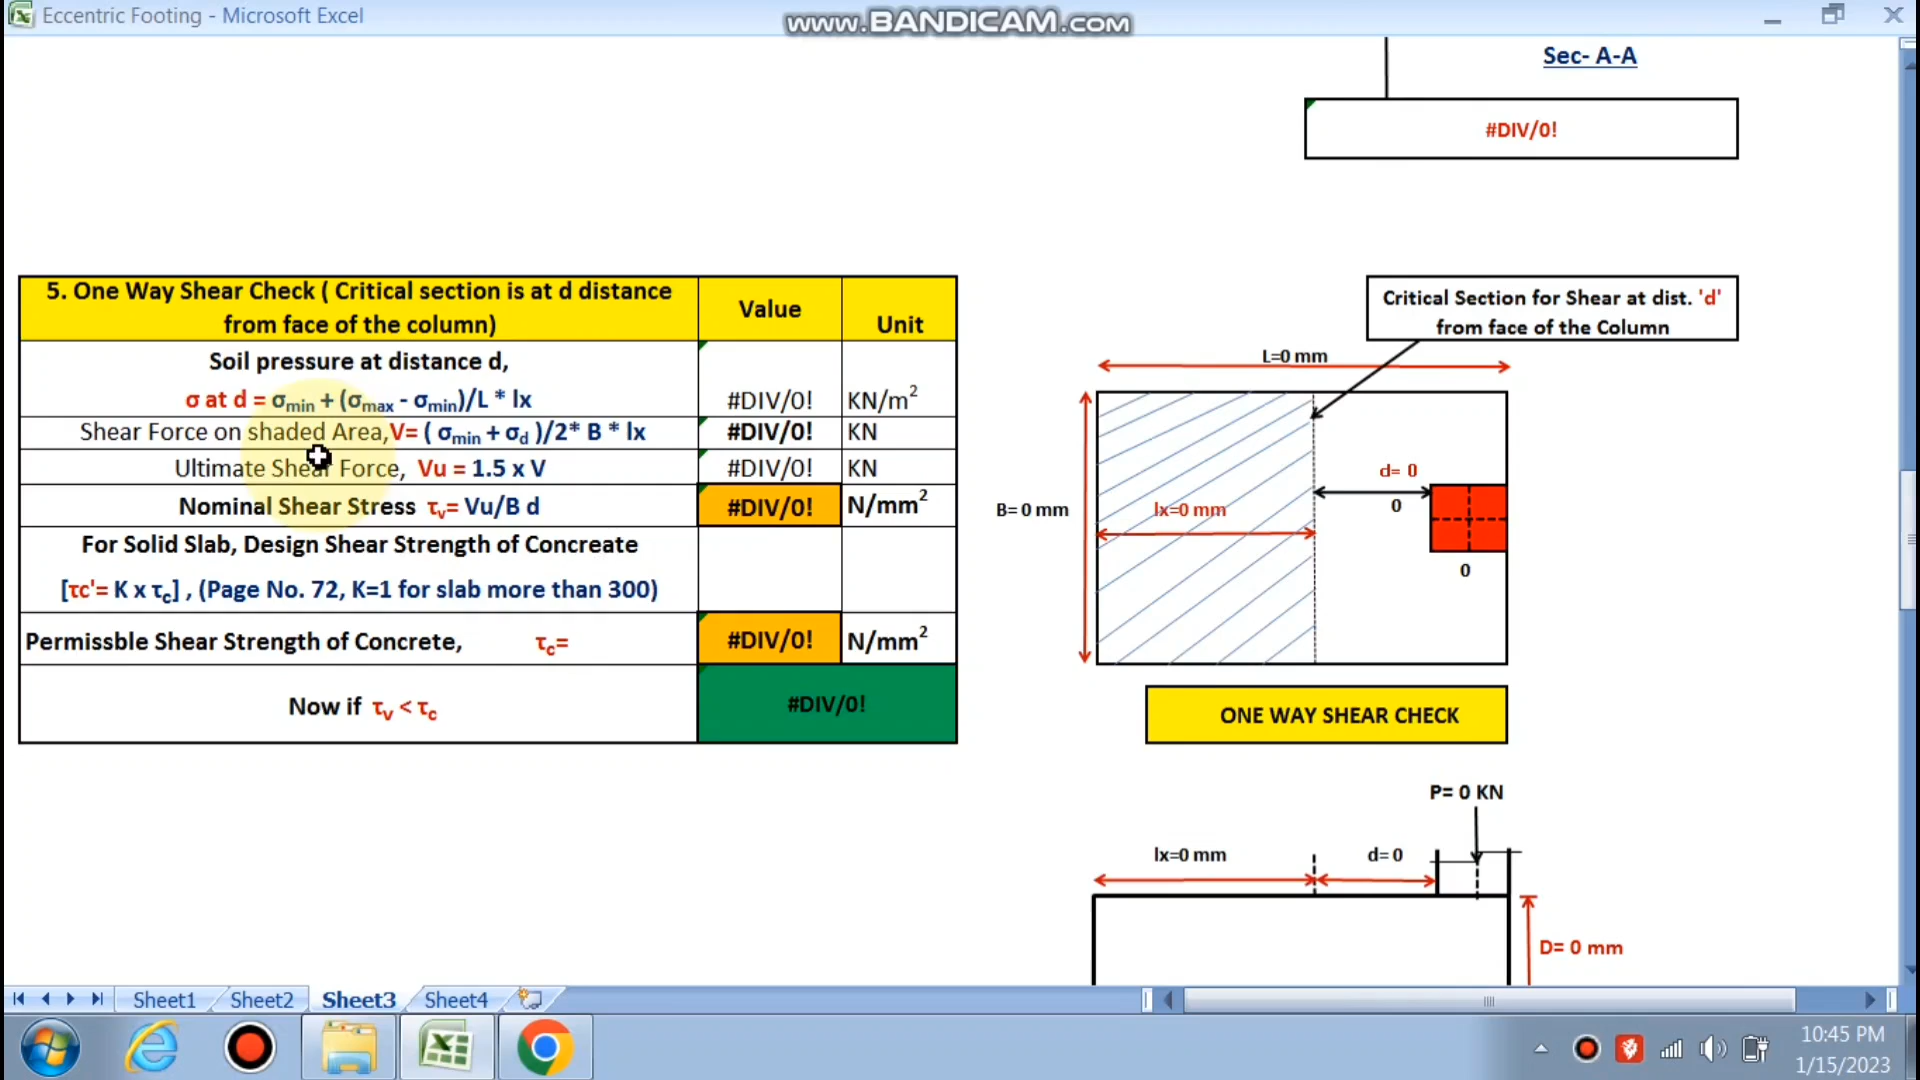 Eccentric Footing - Microsoft Excel
www.BANDICAM.com
Sec- A-A
#DIV/0!
5. One Way Shear Check ( Critical section is at d distance
from face of the column)
Value
Unit
Soil pressure at distance d,
σ at d = σmin + (σmax - σmin)/L * lx
#DIV/0!
KN/m2
Shear Force on shaded Area,V= ( σmin + σd )/2* B * lx
#DIV/0!
KN
Ultimate Shear Force, Vu = 1.5 x V
#DIV/0!
KN
Nominal Shear Stress τv= Vu/B d
#DIV/0!
N/mm2
For Solid Slab, Design Shear Strength of Concreate
[τc'= K x τc] , (Page No. 72, K=1 for slab more than 300)
Permissble Shear Strength of Concrete, τc=
#DIV/0!
N/mm2
Now if τv < τc
#DIV/0!
Critical Section for Shear at dist. 'd'
from face of the Column
L=0 mm
d= 0
0
B= 0 mm
lx=0 mm
0
ONE WAY SHEAR CHECK
P= 0 KN
lx=0 mm
d= 0
D= 0 mm
Sheet1
Sheet2
Sheet3
Sheet4
10:45 PM
1/15/2023